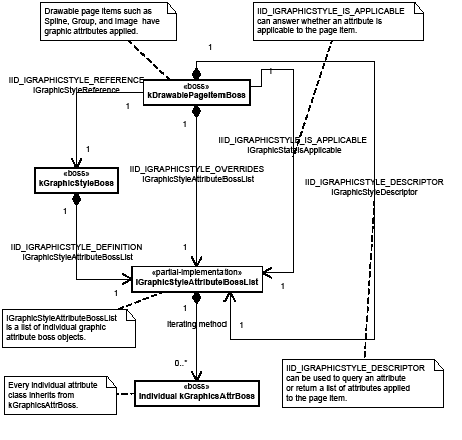 Drawable page items such as
Spline, Group, and Image have
graphic attributes applied.
IID_IGRAPHICSTYLE_IS_APPLICABLE
can answer whether an attribute is
applicable to the page item.
1
1
IID_IGRAPHICSTYLE_REFERENCE
IGraphicStyleReference
«boss»
kDrawablePageItemBoss
1
1
IID_IGRAPHICSTYLE_IS_APPLICABLE
IGraphicStateIsApplicable
1
«boss»
kGraphicStyleBoss
IID_IGRAPHICSTYLE_OVERRIDES
IGraphicStyleAttributeBossList
IID_IGRAPHICSTYLE_DESCRIPTOR
IGraphicStyleDescriptor
1
IID_IGRAPHICSTYLE_DEFINITION
IGraphicStyleAttributeBossList
1
«partial-implementation»
IGraphicStyleAttributeBossList
1
1
1
IGraphicStyleAttributeBossList
is a list of individual graphic
attribute boss objects.
Iterating method
1
0..*
IID_IGRAPHICSTYLE_DESCRIPTOR
can be used to query an attribute
or return a list of attributes applied
to the page item.
Every individual attribute
class inherits from
kGraphicsAttrBoss.
«boss»
Individual kGraphicsAttrBoss